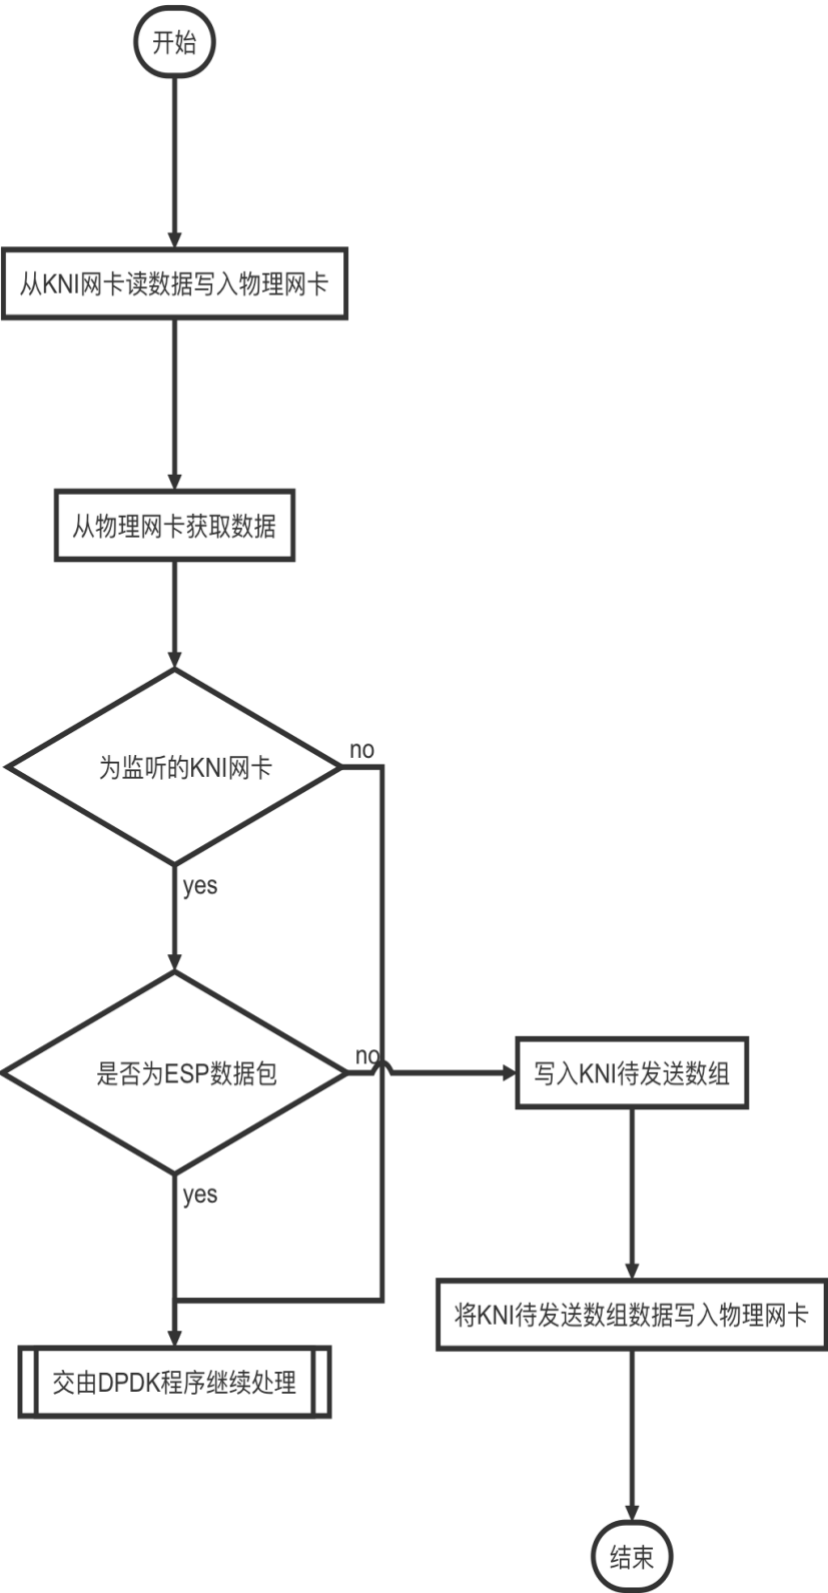 开始
从KNI网卡读数据写入物理网卡
从物理网卡获取数据
为监听的KNI网卡
no
yes
是否为ESP数据包
no
写入KNI待发送数组
yes
将KNI待发送数组数据写入物理网卡
交由DPDK程序继续处理
结束